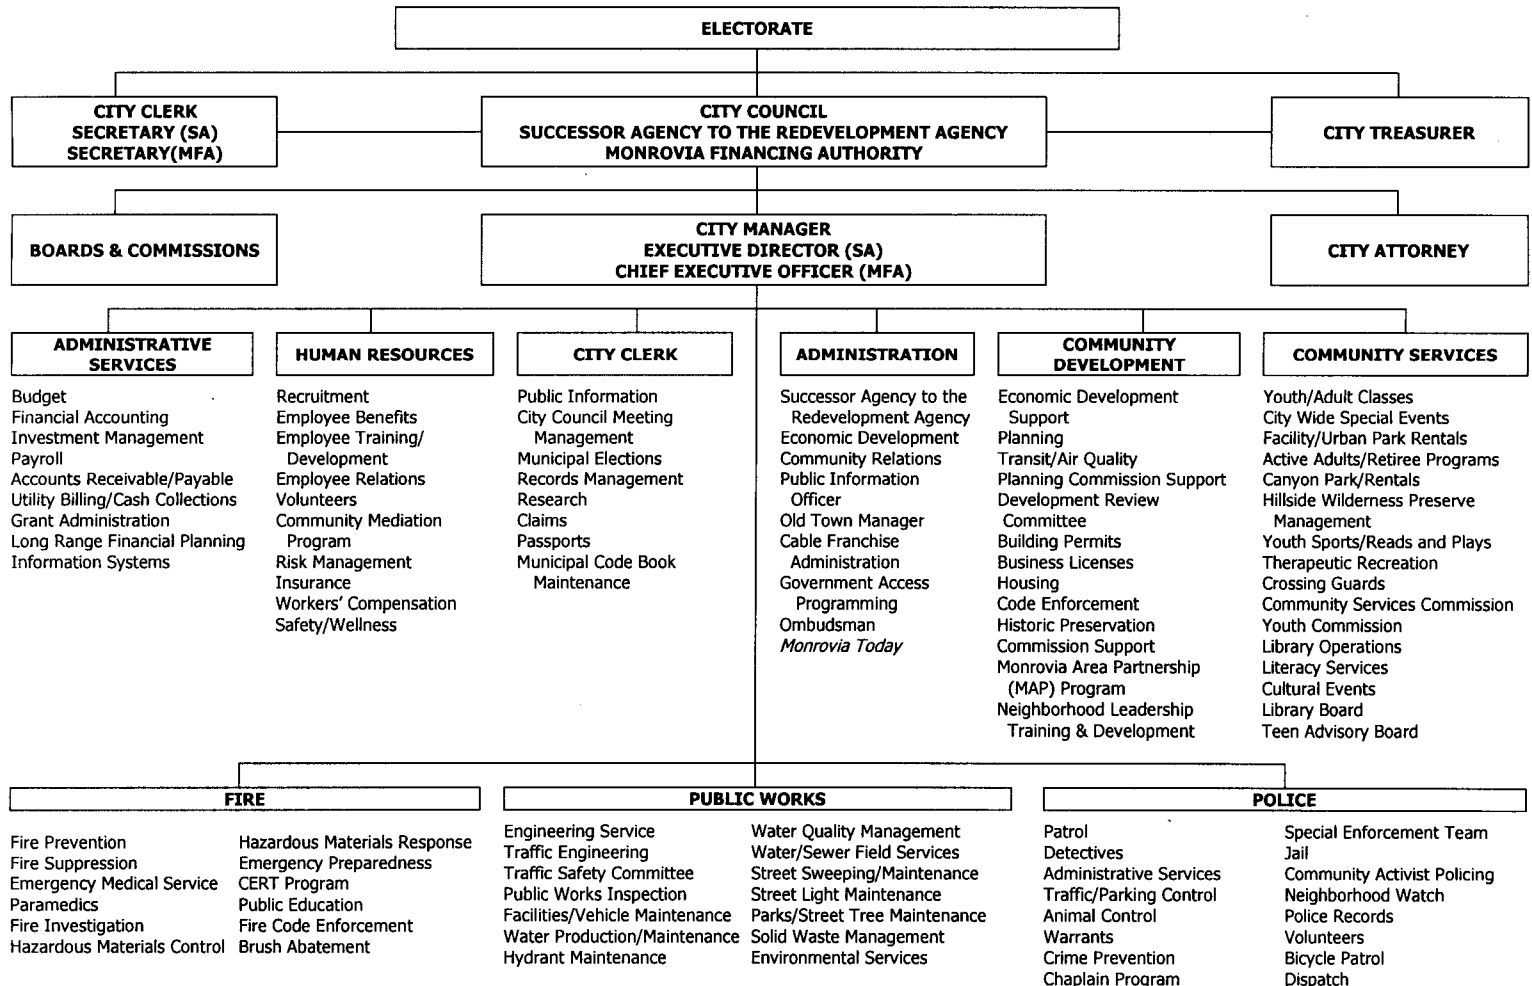 ELECTORATE
CITY CLERK
SECRETARY (SA)
SECRETARY(MFA)
CITY COUNCIL
SUCCESSOR AGENCY TO THE REDEVELOPMENT AGENCY
MONROVIA FINANCING AUTHORITY
CITY TREASURER
BOARDS & COMMISSIONS
CITY MANAGER
EXECUTIVE DIRECTOR (SA)
CHIEF EXECUTIVE OFFICER (MFA)
CITY ATTORNEY
ADMINISTRATIVE
SERVICES
Budget
Financial Accounting
Investment Management
Payroll
Accounts Receivable/Payable
Utility Billing/Cash Collections
Grant Administration
Long Range Financial Planning
Information Systems
HUMAN RESOURCES
Recruitment
Employee Benefits
Employee Training/
Development
Employee Relations
Volunteers
Community Mediation
Program
Risk Management
Insurance
Workers' Compensation
Safety/Wellness
CITY CLERK
Public Information
City Council Meeting
Management
Municipal Elections
Records Management
Research
Claims
Passports
Municipal Code Book
Maintenance
ADMINISTRATION
Successor Agency to the
Redevelopment Agency
Economic Development
Community Relations
Public Information
Officer
Old Town Manager
Cable Franchise
Administration
Government Access
Programming
Ombudsman
Monrovia Today
COMMUNITY
DEVELOPMENT
Economic Development
Support
Planning
Transit/Air Quality
Planning Commission Support
Development Review
Committee
Building Permits
Business Licenses
Housing
Code Enforcement
Historic Preservation
Commission Support
Monrovia Area Partnership
(MAP) Program
Neighborhood Leadership
Training & Development
COMMUNITY SERVICES
Youth/Adult Classes
City Wide Special Events
Facility/Urban Park Rentals
Active Adults/Retiree Programs
Canyon Park/Rentals
Hillside Wilderness Preserve
Management
Youth Sports/Reads and Plays
Therapeutic Recreation
Crossing Guards
Community Services Commission
Youth Commission
Library Operations
Literacy Services
Cultural Events
Library Board
Teen Advisory Board
FIRE
Fire Prevention
Fire Suppression
Emergency Medical Service
Paramedics
Fire Investigation
Hazardous Materials Control
Hazardous Materials Response
Emergency Preparedness
CERT Program
Public Education
Fire Code Enforcement
Brush Abatement
PUBLIC WORKS
Engineering Service
Traffic Engineering
Traffic Safety Committee
Public Works Inspection
Facilities/Vehicle Maintenance
Water Production/Maintenance
Hydrant Maintenance
Water Quality Management
Water/Sewer Field Services
Street Sweeping/Maintenance
Street Light Maintenance
Parks/Street Tree Maintenance
Solid Waste Management
Environmental Services
POLICE
Patrol
Detectives
Administrative Services
Traffic/Parking Control
Animal Control
Warrants
Crime Prevention
Chaplain Program
Special Enforcement Team
Jail
Community Activist Policing
Neighborhood Watch
Police Records
Volunteers
Bicycle Patrol
Dispatch